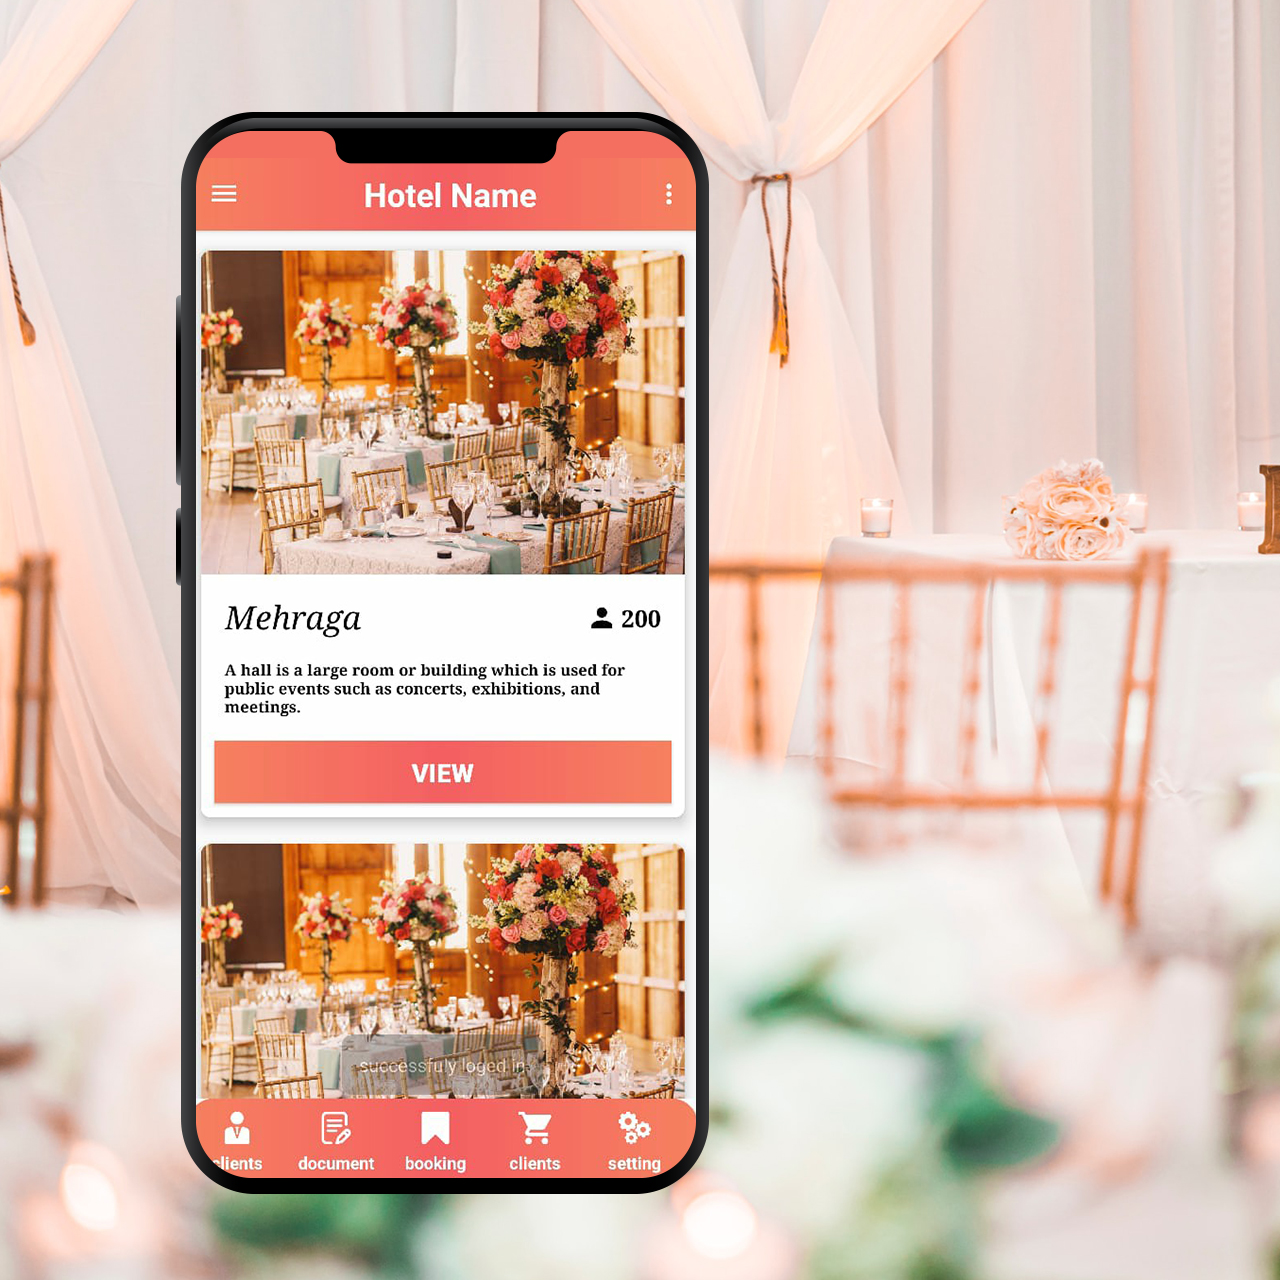 Hotel Name
Mehraga
200
A hall is a large room or building which is used for
public events such as concerts, exhibitions, and
meetings.
VIEW
successfuly loged in
clients
document
booking
clients
setting